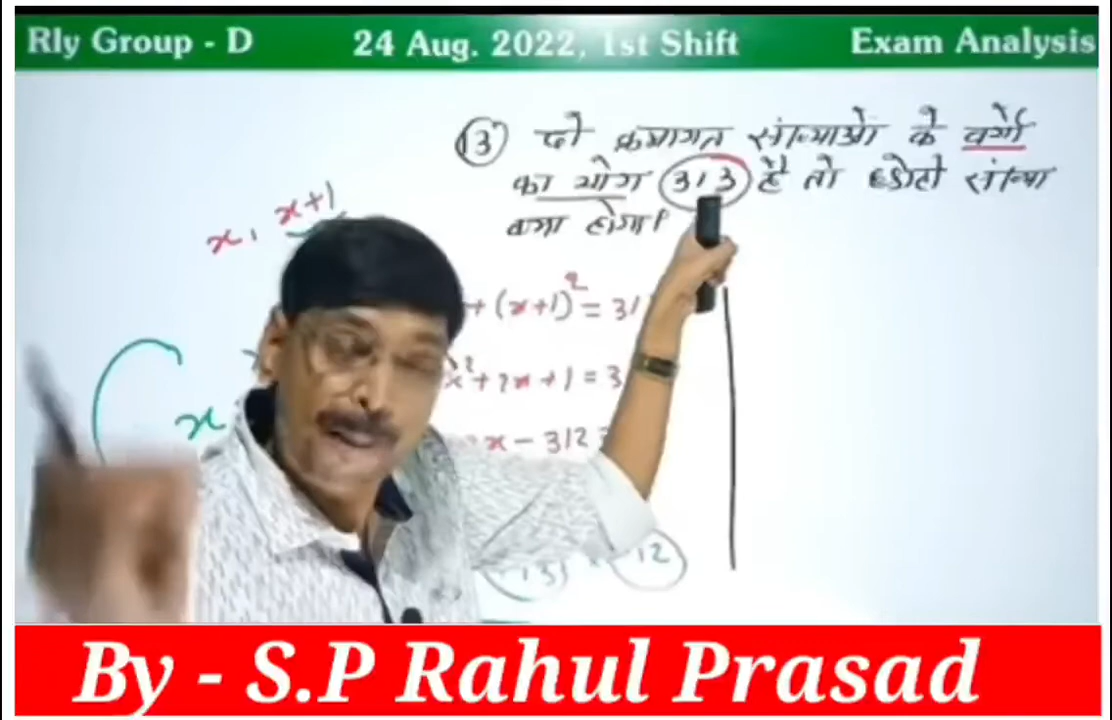 Rly Group - D 24 Aug. 2022, 1st Shift Exam Analysis
(13) दो क्रमागत संख्याओं के वर्गों
का योग 313 है तो छोटी संख्या
क्या होगी?
x, x+1
+ (x+1)² = 31
x² + 2x + 1 = 3
x - 312
x
12
By - S.P Rahul Prasad